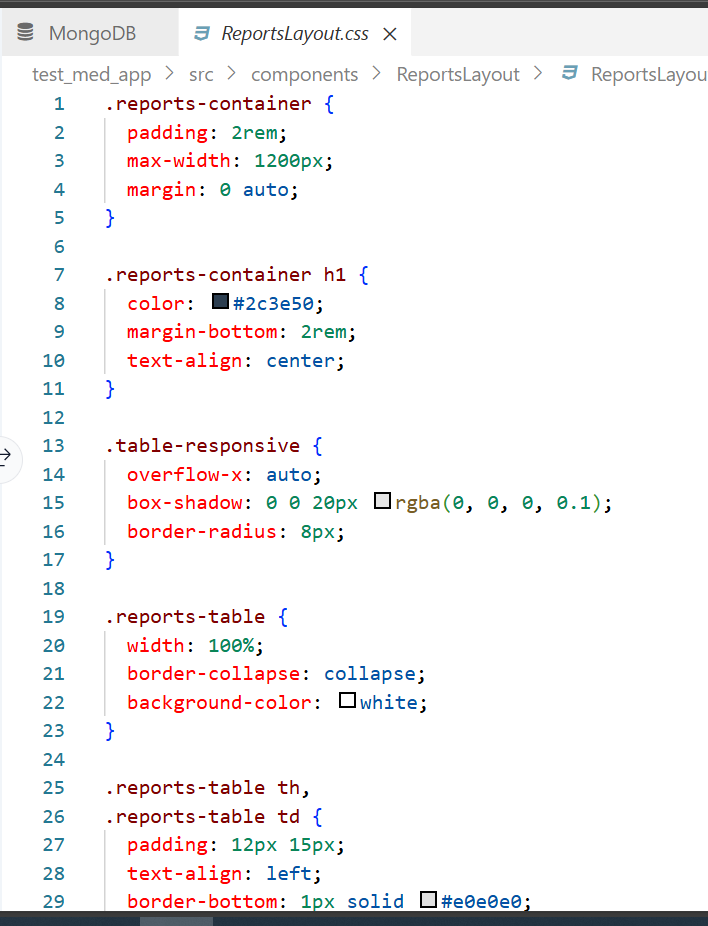 MongoDB
ReportsLayout.css
test_med_app > src > components > ReportsLayout > ReportsLayou
1 .reports-container {
2   padding: 2rem;
3   max-width: 1200px;
4   margin: 0 auto;
5 }
6
7 .reports-container h1 {
8   color: #2c3e50;
9   margin-bottom: 2rem;
10   text-align: center;
11 }
12
13 .table-responsive {
14   overflow-x: auto;
15   box-shadow: 0 0 20px rgba(0, 0, 0, 0.1);
16   border-radius: 8px;
17 }
18
19 .reports-table {
20   width: 100%;
21   border-collapse: collapse;
22   background-color: white;
23 }
24
25 .reports-table th,
26 .reports-table td {
27   padding: 12px 15px;
28   text-align: left;
29   border-bottom: 1px solid #e0e0e0;